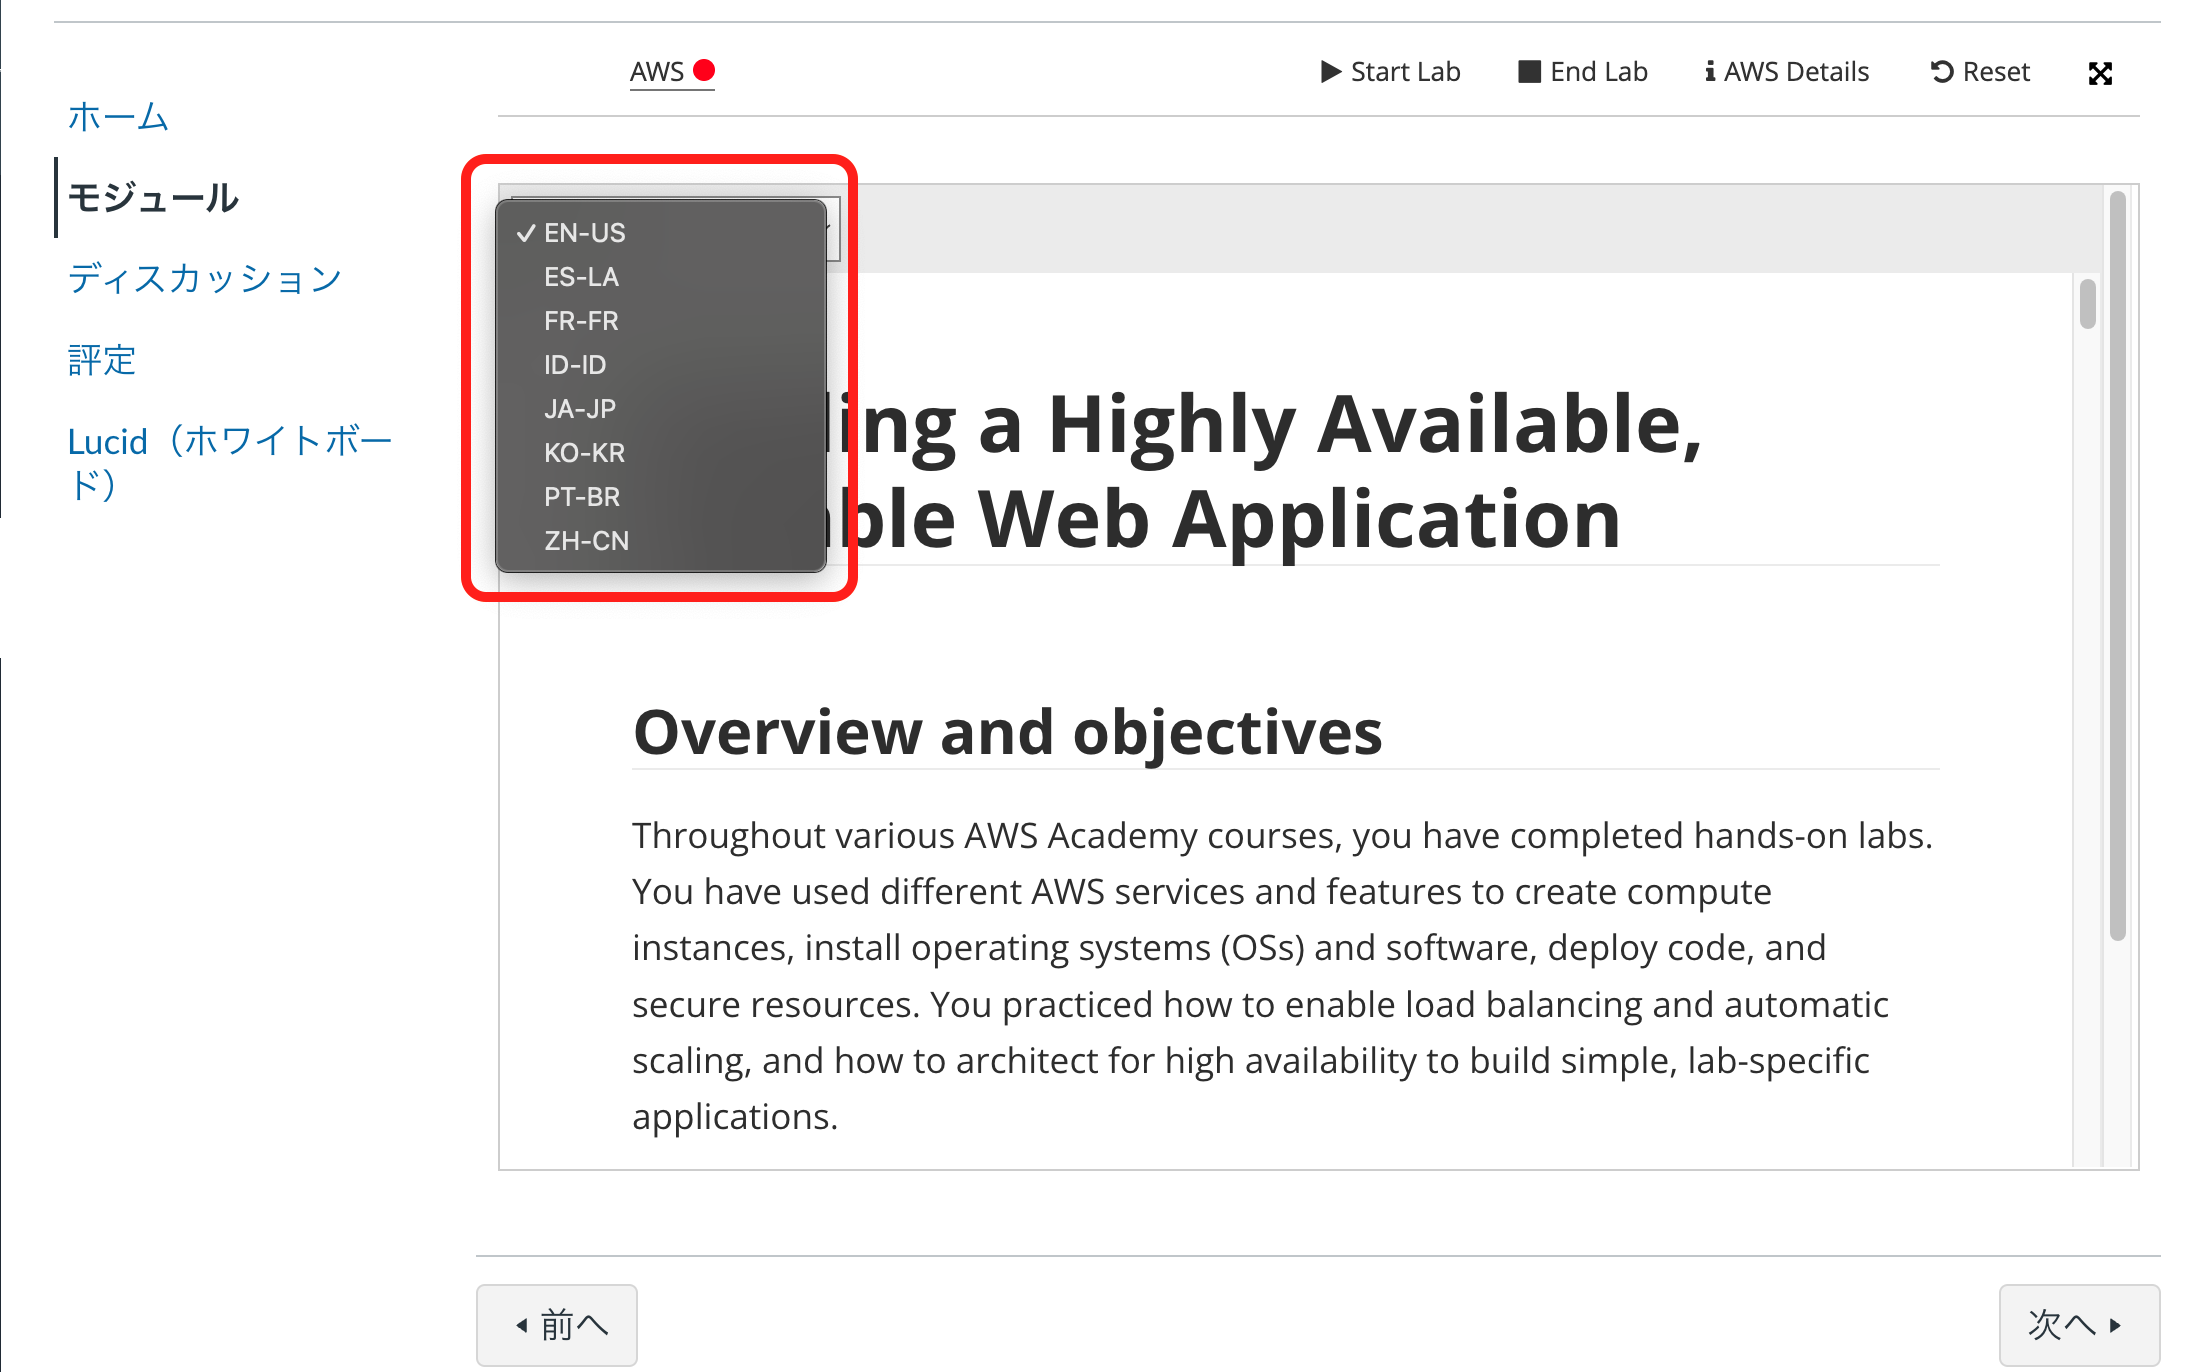 AWS
Start Lab
End Lab
AWS Details
Reset
ホーム
モジュール
ディスカッション
評定
Lucid（ホワイトボー
ド）
✓ EN-US
ES-LA
FR-FR
ID-ID
JA-JP
KO-KR
PT-BR
ZH-CN
a Highly Available,
Web Application
Overview and objectives
Throughout various AWS Academy courses, you have completed hands-on labs.
You have used different AWS services and features to create compute
instances, install operating systems (OSs) and software, deploy code, and
secure resources. You practiced how to enable load balancing and automatic
scaling, and how to architect for high availability to build simple, lab-specific
applications.
前へ
次へ